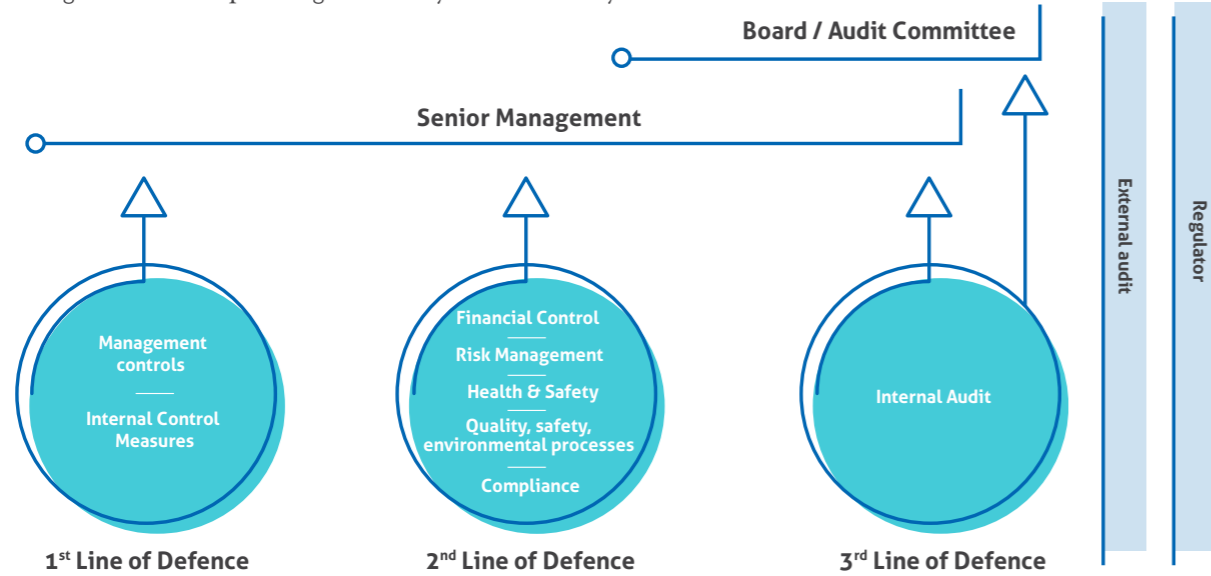 Board / Audit Committee
Senior Management
External audit
Regulator
Management
controls
Internal Control
Measures
Financial Control
Risk Management
Health & Safety
Quality, safety,
environmental processes
Compliance
Internal Audit
1st Line of Defence
2nd Line of Defence
3rd Line of Defence